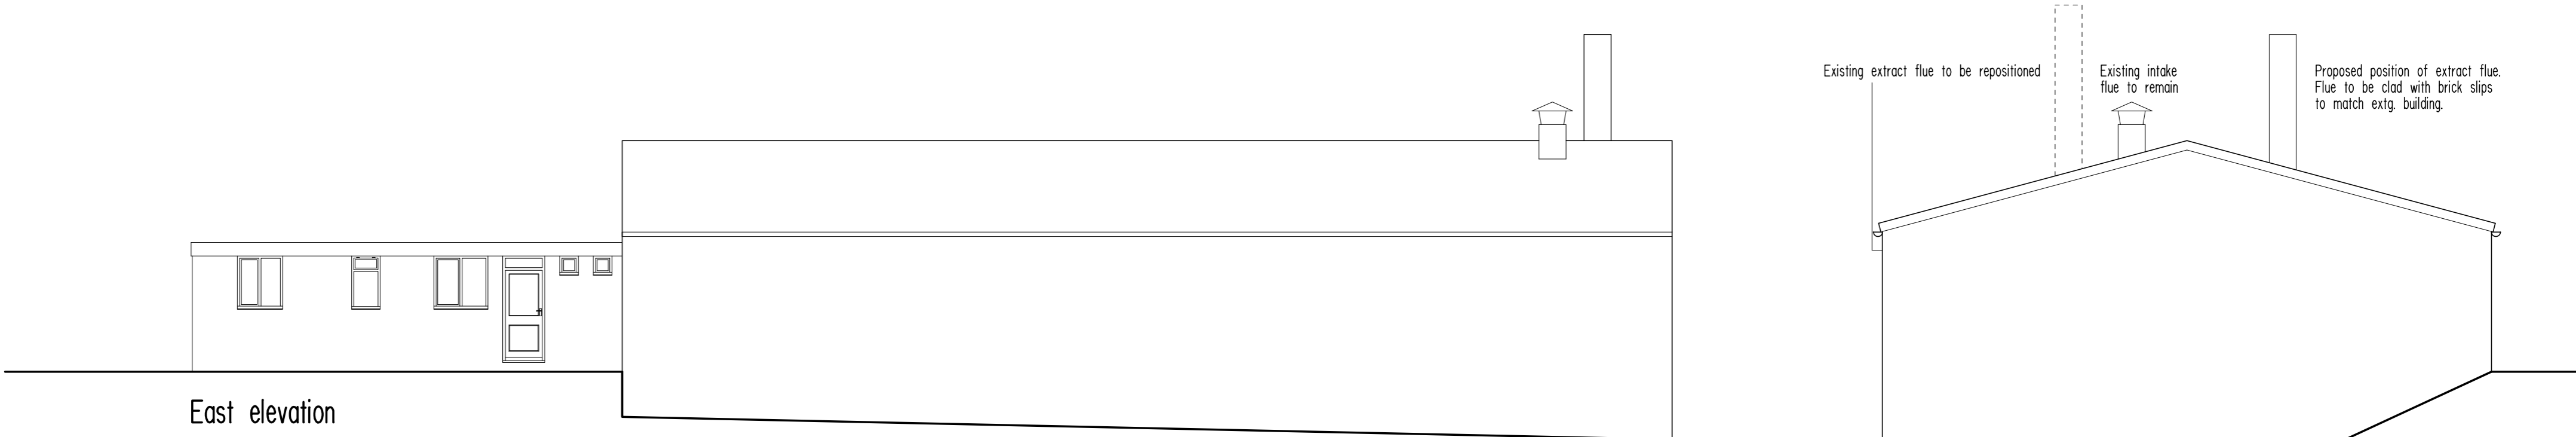 Existing extract flue to be repositioned
Existing intake
flue to remain
Proposed position of extract flue.
Flue to be clad with brick slips
to match extg. building.
East elevation